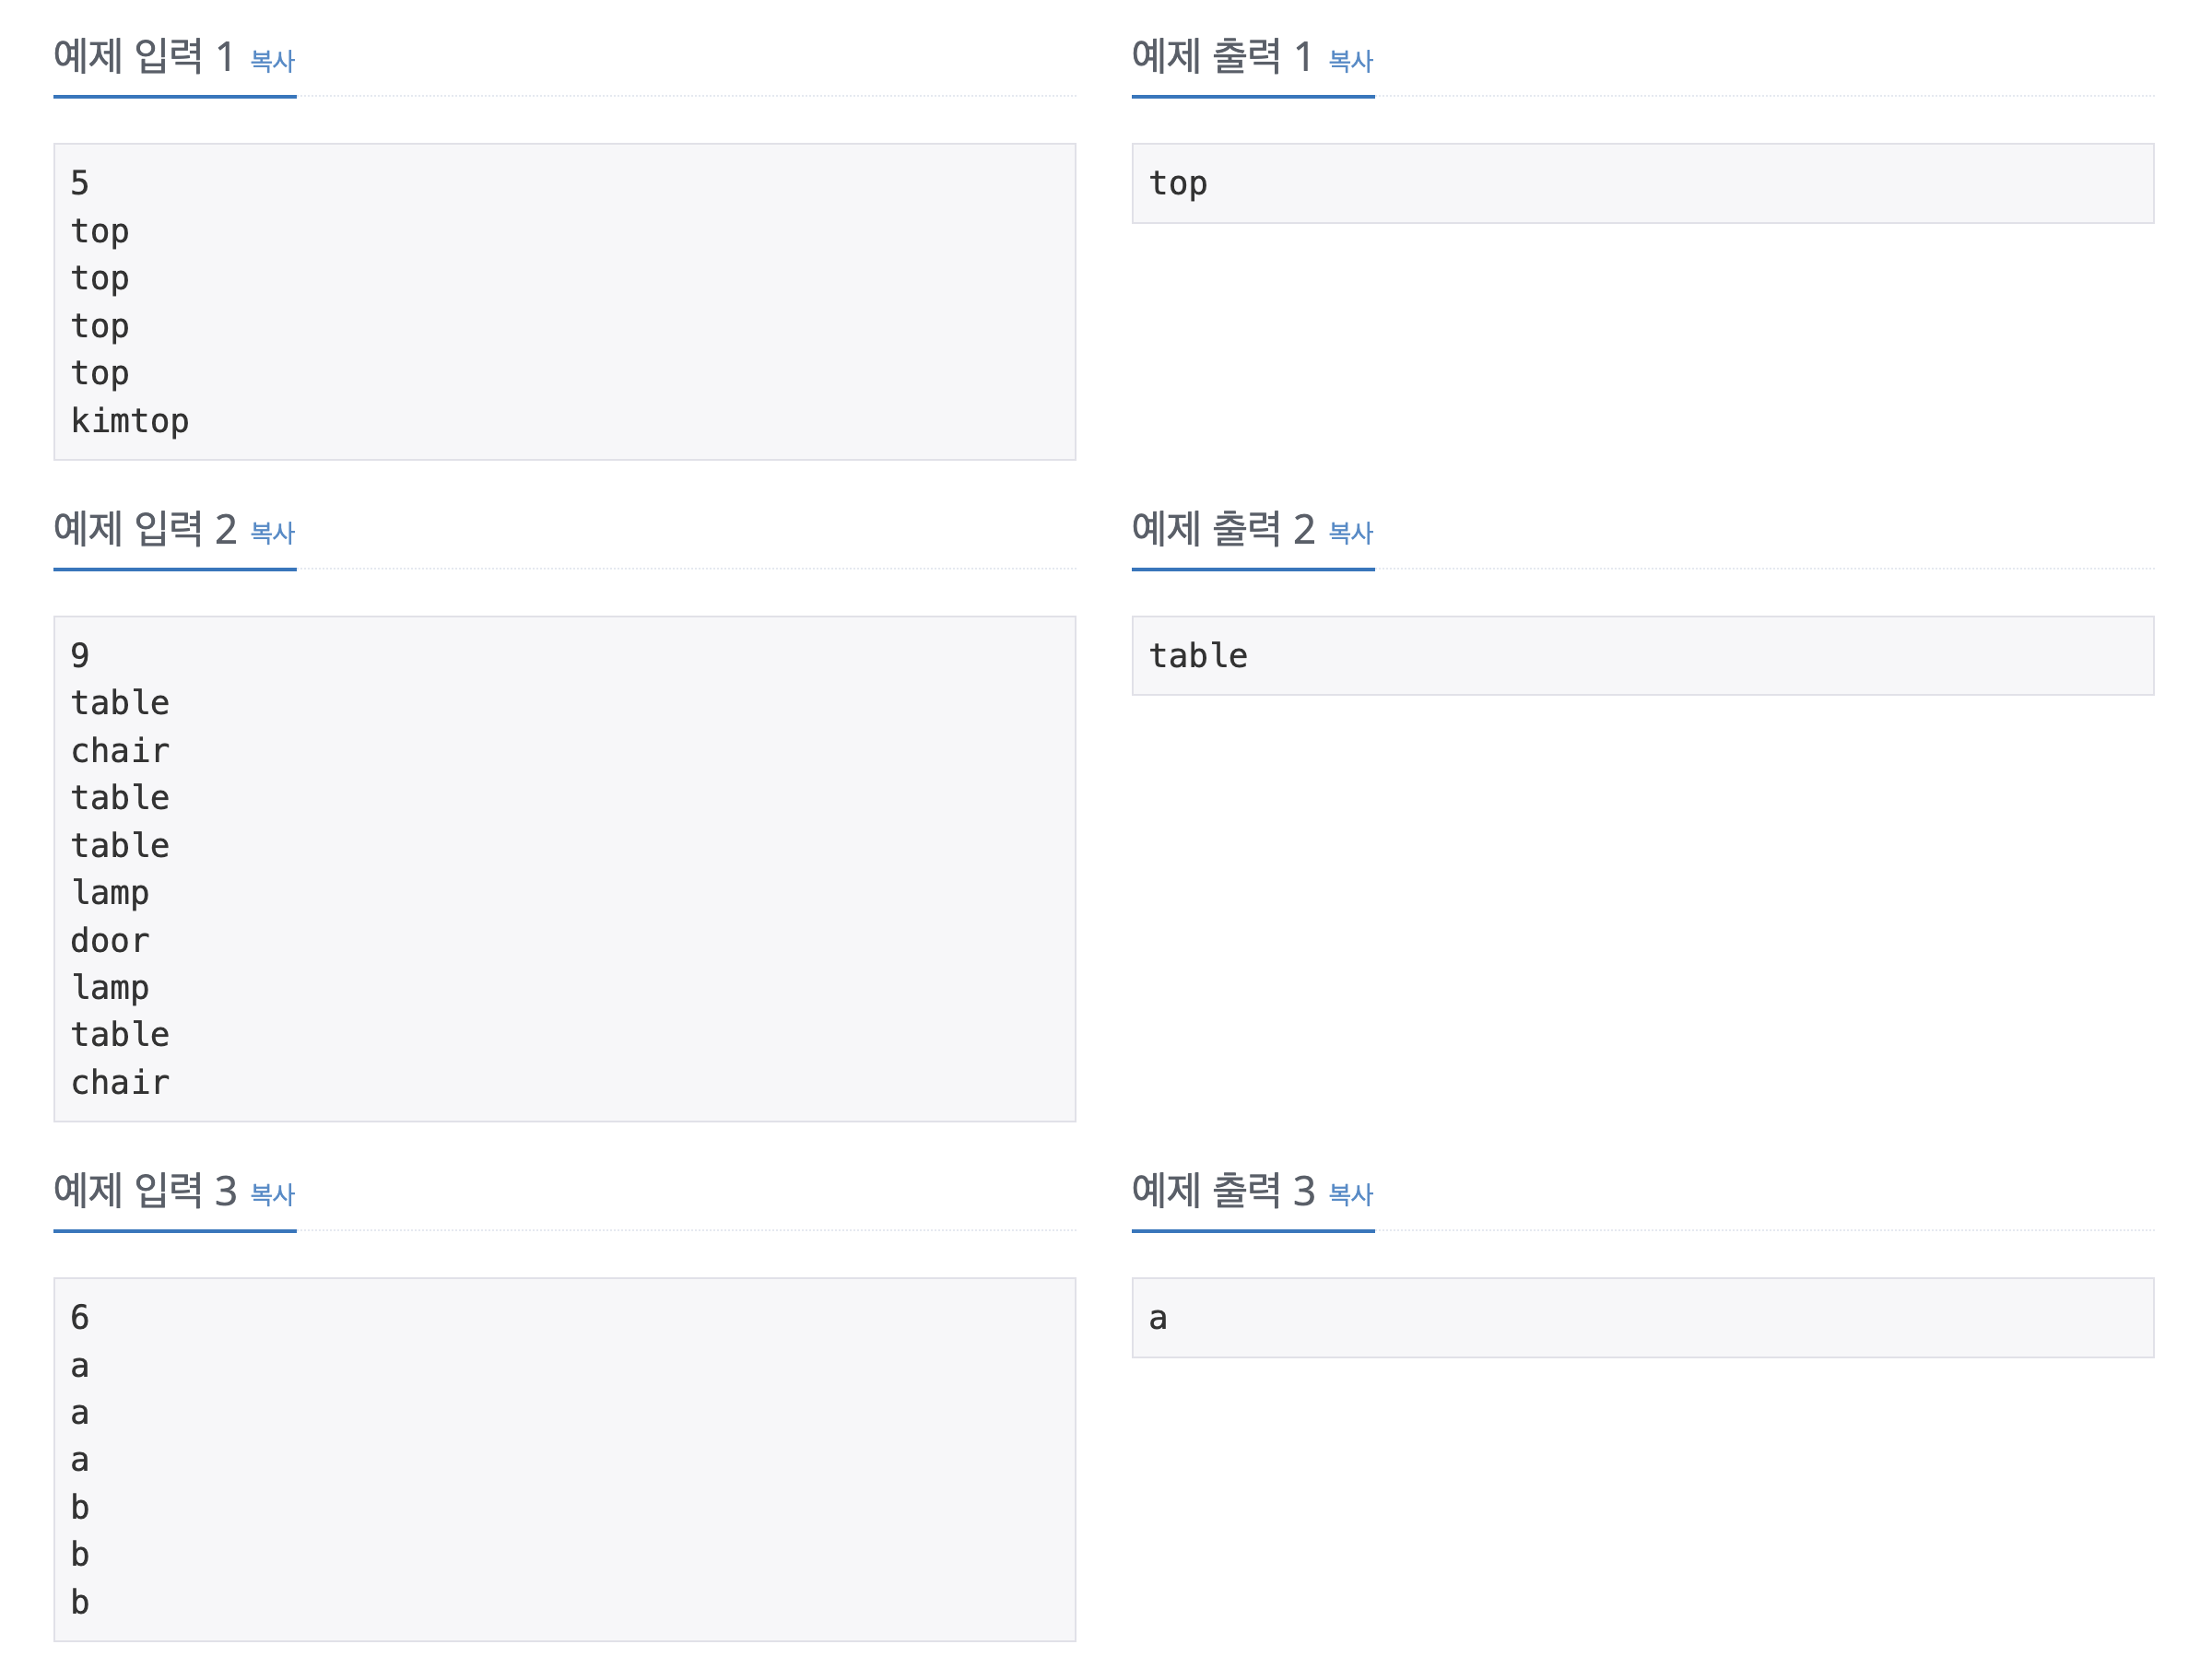 예제 입력 1 복사
5
top
top
top
top
kimtop
예제 출력 1 복사
top
예제 입력 2 복사
9
table
chair
table
table
lamp
door
lamp
table
chair
예제 출력 2 복사
table
예제 입력 3 복사
6
a
a
a
b
b
b
예제 출력 3 복사
a